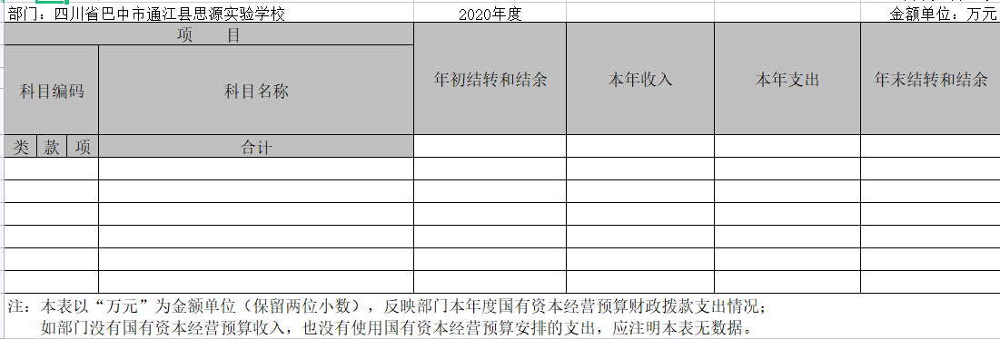 部门：四川省巴中市通江县思源实验学校 2020年度 金额单位：万元
项 目
年初结转和结余 本年收入 本年支出 年末结转和结余
科目编码 科目名称
类 款 项 合计
注：本表以“万元”为金额单位（保留两位小数），反映部门本年度国有资本经营预算财政拨款支出情况；
如部门没有国有资本经营预算收入，也没有使用国有资本经营预算安排的支出，应注明本表无数据。